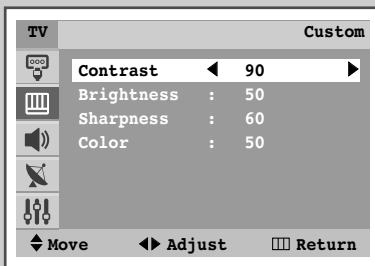 TV Custom
Contrast 90
Brightness : 50
Sharpness : 60
Color : 50
Move Adjust Return